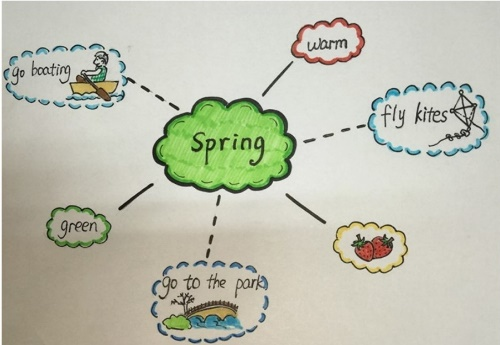 warm
go boating
fly kites
Spring
green
go to the park